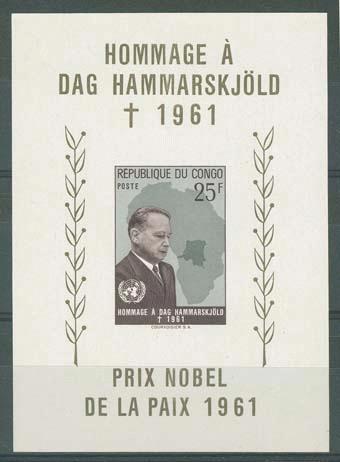 HOMMAGE À
DAG HAMMARSKJÖLD
† 1961
RÉPUBLIQUE DU CONGO
POSTE
25F
HOMMAGE À DAG HAMMARSKJÖLD
† 1961
COURVOISIER S.A.
PRIX NOBEL
DE LA PAIX 1961